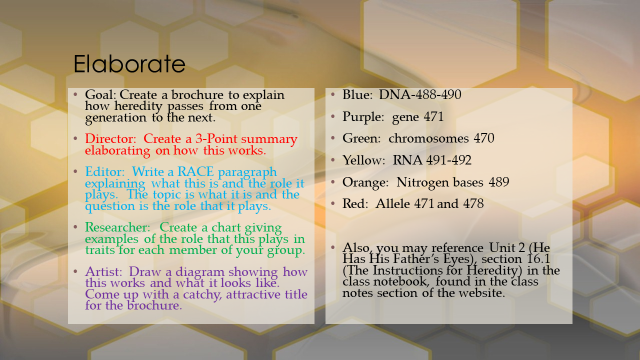 Elaborate
• Goal: Create a brochure to explain
how heredity passes from one
generation to the next.
• Director: Create a 3-Point summary
elaborating on how this works.
• Editor: Write a RACE paragraph
explaining what this is and the role it
plays. The topic is what it is and the
question is the role that it plays.
• Researcher: Create a chart giving
examples of the role that this plays in
traits for each member of your group.
• Artist: Draw a diagram showing how
this works and what it looks like.
Come up with a catchy, attractive title
for the brochure.
• Blue: DNA-488-490
• Purple: gene 471
• Green: chromosomes 470
• Yellow: RNA 491-492
• Orange: Nitrogen bases 489
• Red: Allele 471 and 478
• Also, you may reference Unit 2 (He
Has His Father's Eyes), section 16.1
(The Instructions for Heredity) in the
class notebook, found in the class
notes section of the website.